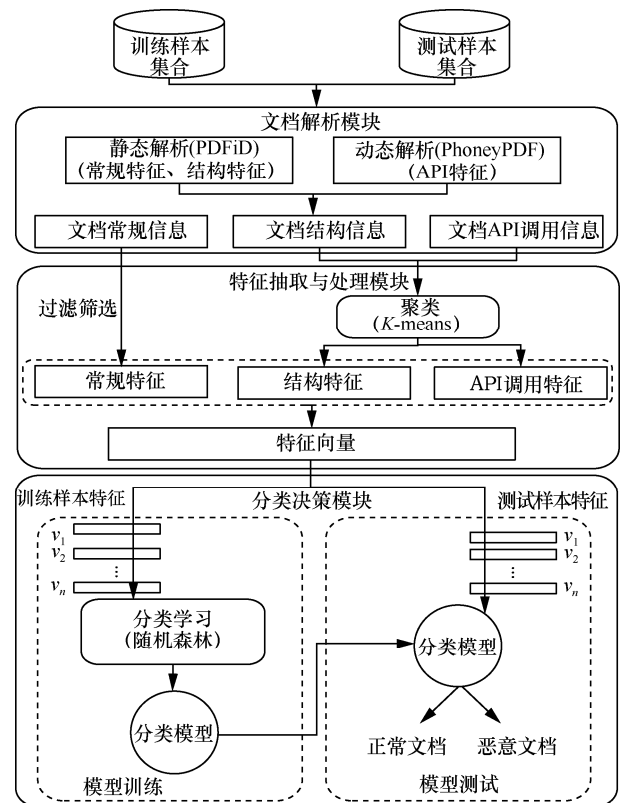 训练样本
集合
测试样本
集合
文档解析模块
静态解析(PDFiD)
(常规特征、结构特征)
动态解析(PhoneyPDF)
(API特征)
文档常规信息
文档结构信息
文档API调用信息
特征抽取与处理模块
过滤筛选
聚类
(K-means)
常规特征
结构特征
API调用特征
特征向量
训练样本特征
分类决策模块
测试样本特征
v1
v2
...
vn
v1
v2
...
vn
分类学习
(随机森林)
分类模型
分类模型
正常文档
恶意文档
模型训练
模型测试